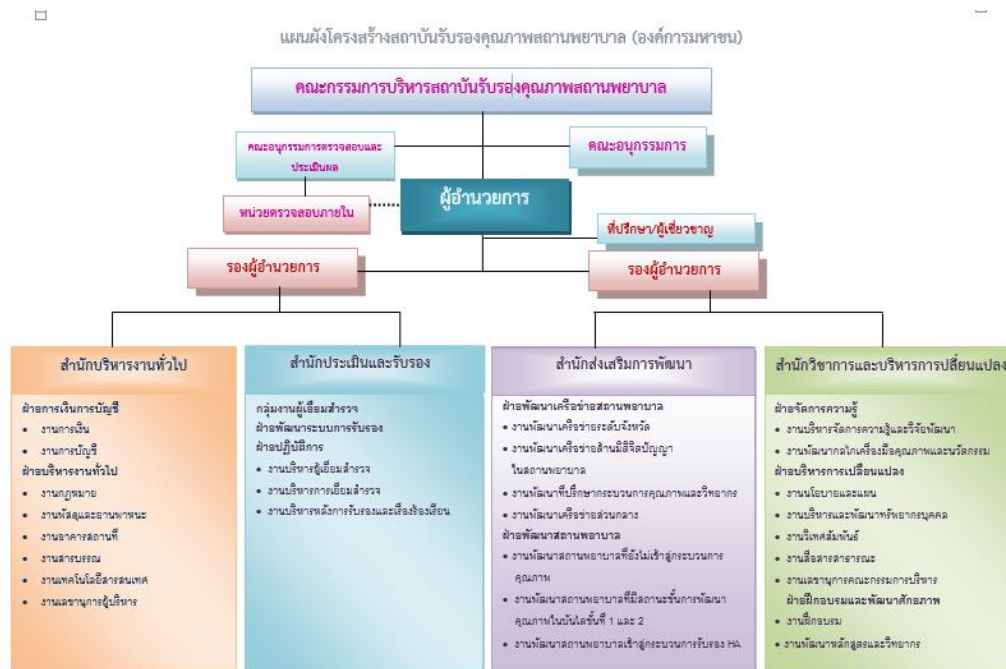 แผนผังโครงสร้างสถาบันรับรองคุณภาพสถานพยาบาล (องค์การมหาชน)
คณะกรรมการบริหารสถาบันรับรองคุณภาพสถานพยาบาล
คณะอนุกรรมการตรวจสอบและ
ประเมินผล
คณะอนุกรรมการ
ผู้อำนวยการ
หน่วยตรวจสอบภายใน
ที่ปรึกษา/ผู้เชี่ยวชาญ
รองผู้อำนวยการ
รองผู้อำนวยการ
สำนักบริหารงานทั่วไป
ฝ่ายการเงินการบัญชี
• งานการเงิน
• งานการบัญชี
ฝ่ายบริหารงานทั่วไป
• งานกฎหมาย
• งานพัสดุและยานพาหนะ
• งานอาคารสถานที่
• งานสารบรรณ
• งานเทคโนโลยีสารสนเทศ
• งานเลขานุการผู้บริหาร
สำนักประเมินและรับรอง
กลุ่มงานผู้เยี่ยมสำรวจ
ฝ่ายพัฒนาระบบการรับรอง
ฝ่ายปฏิบัติการ
• งานบริหารผู้เยี่ยมสำรวจ
• งานบริหารการเยี่ยมสำรวจ
• งานบริหารหลังการรับรองและเรื่องร้องเรียน
สำนักส่งเสริมการพัฒนา
ฝ่ายพัฒนาเครือข่ายสถานพยาบาล
• งานพัฒนาเครือข่ายระดับจังหวัด
• งานพัฒนาเครือข่ายด้านมิติจิตปัญญา
ในสถานพยาบาล
• งานพัฒนาที่ปรึกษากระบวนการคุณภาพและวิทยากร
• งานพัฒนาเครือข่ายส่วนกลาง
ฝ่ายพัฒนาสถานพยาบาล
• งานพัฒนาสถานพยาบาลที่ยังไม่เข้าสู่กระบวนการ
คุณภาพ
• งานพัฒนาสถานพยาบาลที่มีสถานะขั้นการพัฒนา
คุณภาพในบันไดขั้นที่ 1 และ 2
• งานพัฒนาสถานพยาบาลเข้าสู่กระบวนการรับรอง HA
สำนักวิชาการและบริหารการเปลี่ยนแปลง
ฝ่ายจัดการความรู้
• งานบริหารจัดการความรู้และวิจัยพัฒนา
• งานพัฒนากลไกเครื่องมือคุณภาพและนวัตกรรม
ฝ่ายบริหารการเปลี่ยนแปลง
• งานนโยบายและแผน
• งานบริหารและพัฒนาทรัพยากรบุคคล
• งานวิเทศสัมพันธ์
• งานสื่อสารสาธารณะ
• งานเลขานุการคณะกรรมการบริหาร
ฝ่ายฝึกอบรมและพัฒนาศักยภาพ
• งานฝึกอบรม
• งานพัฒนาหลักสูตรและวิทยากร